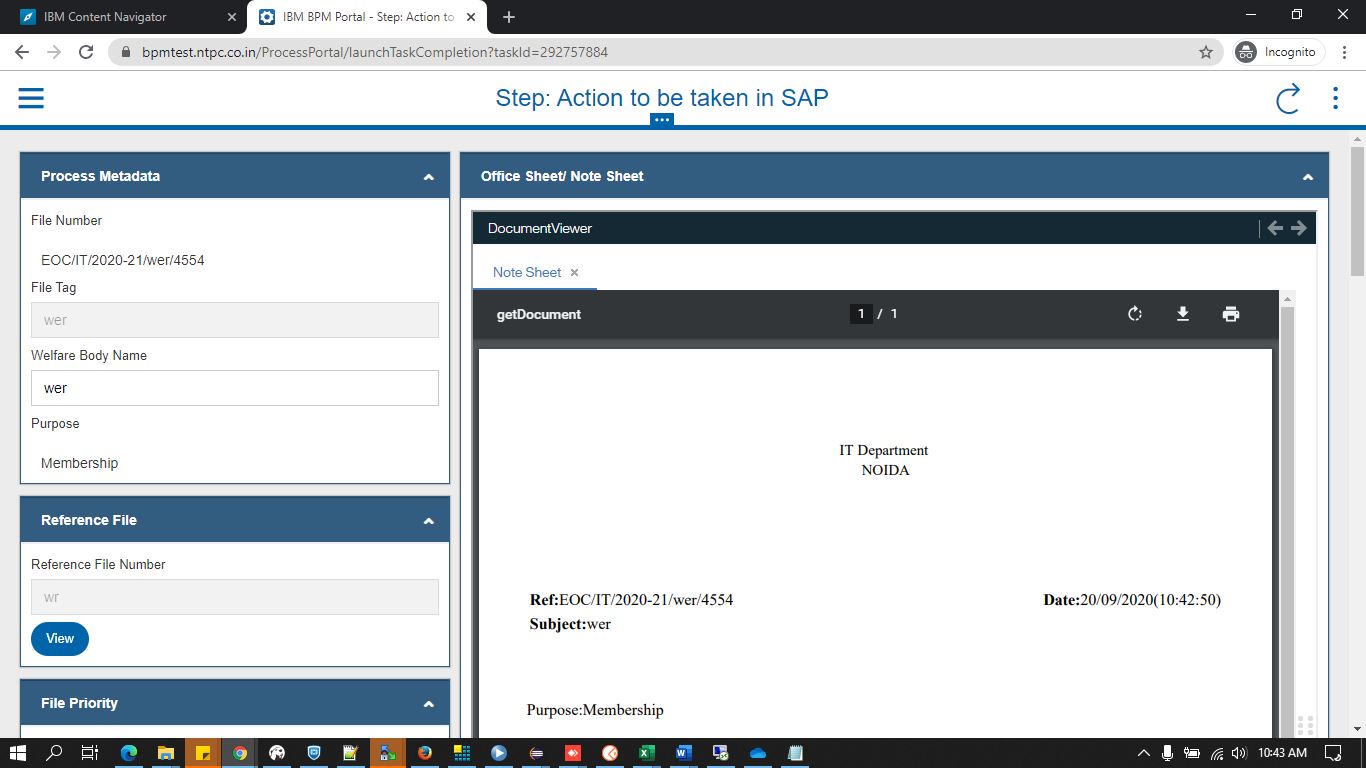 IBM Content Navigator
IBM BPM Portal - Step: Action to
bpmtest.ntpc.co.in/ProcessPortal/launchTaskCompletion?taskId=292757884
Incognito
Step: Action to be taken in SAP
Process Metadata
File Number
EOC/IT/2020-21/wer/4554
File Tag
wer
Welfare Body Name
wer
Purpose
Membership
Reference File
Reference File Number
wr
View
File Priority
Office Sheet/ Note Sheet
DocumentViewer
Note Sheet
getDocument
1 / 1
IT Department
NOIDA
Ref:EOC/IT/2020-21/wer/4554
Date:20/09/2020(10:42:50)
Subject:wer
Purpose:Membership
10:43 AM